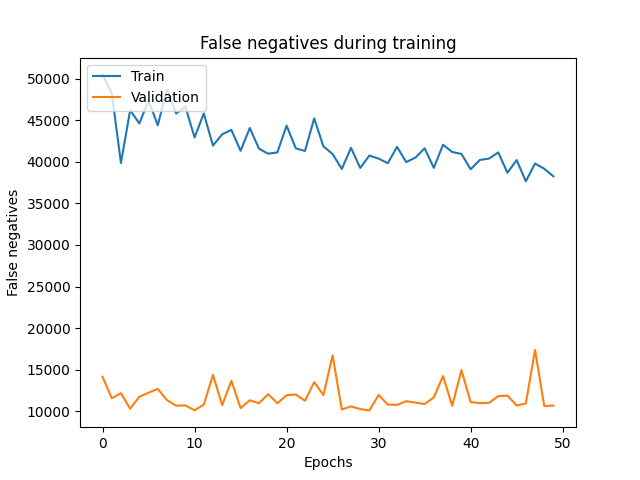 False negatives during training
Train
Validation
50000
45000
40000
35000
30000
25000
20000
15000
10000
False negatives
0 10 20 30 40 50
Epochs